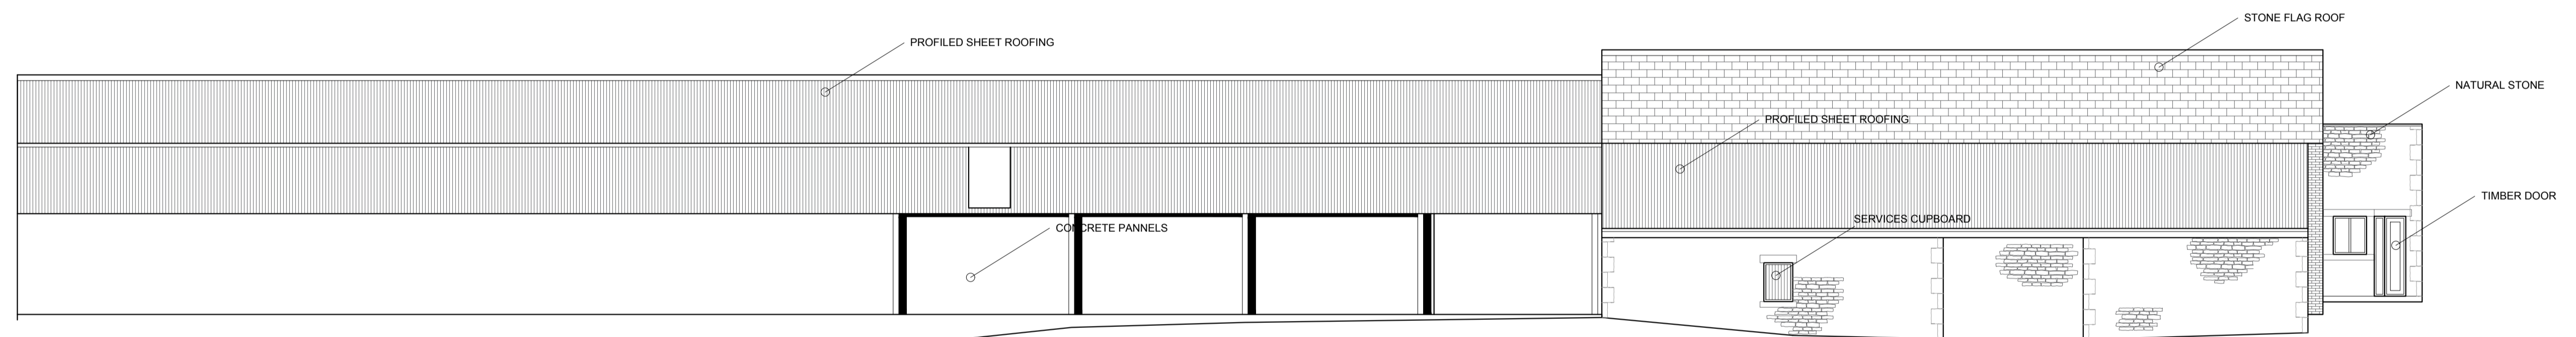 STONE FLAG ROOF
PROFILED SHEET ROOFING
NATURAL STONE
PROFILED SHEET ROOFING
TIMBER DOOR
SERVICES CUPBOARD
CONCRETE PANNELS